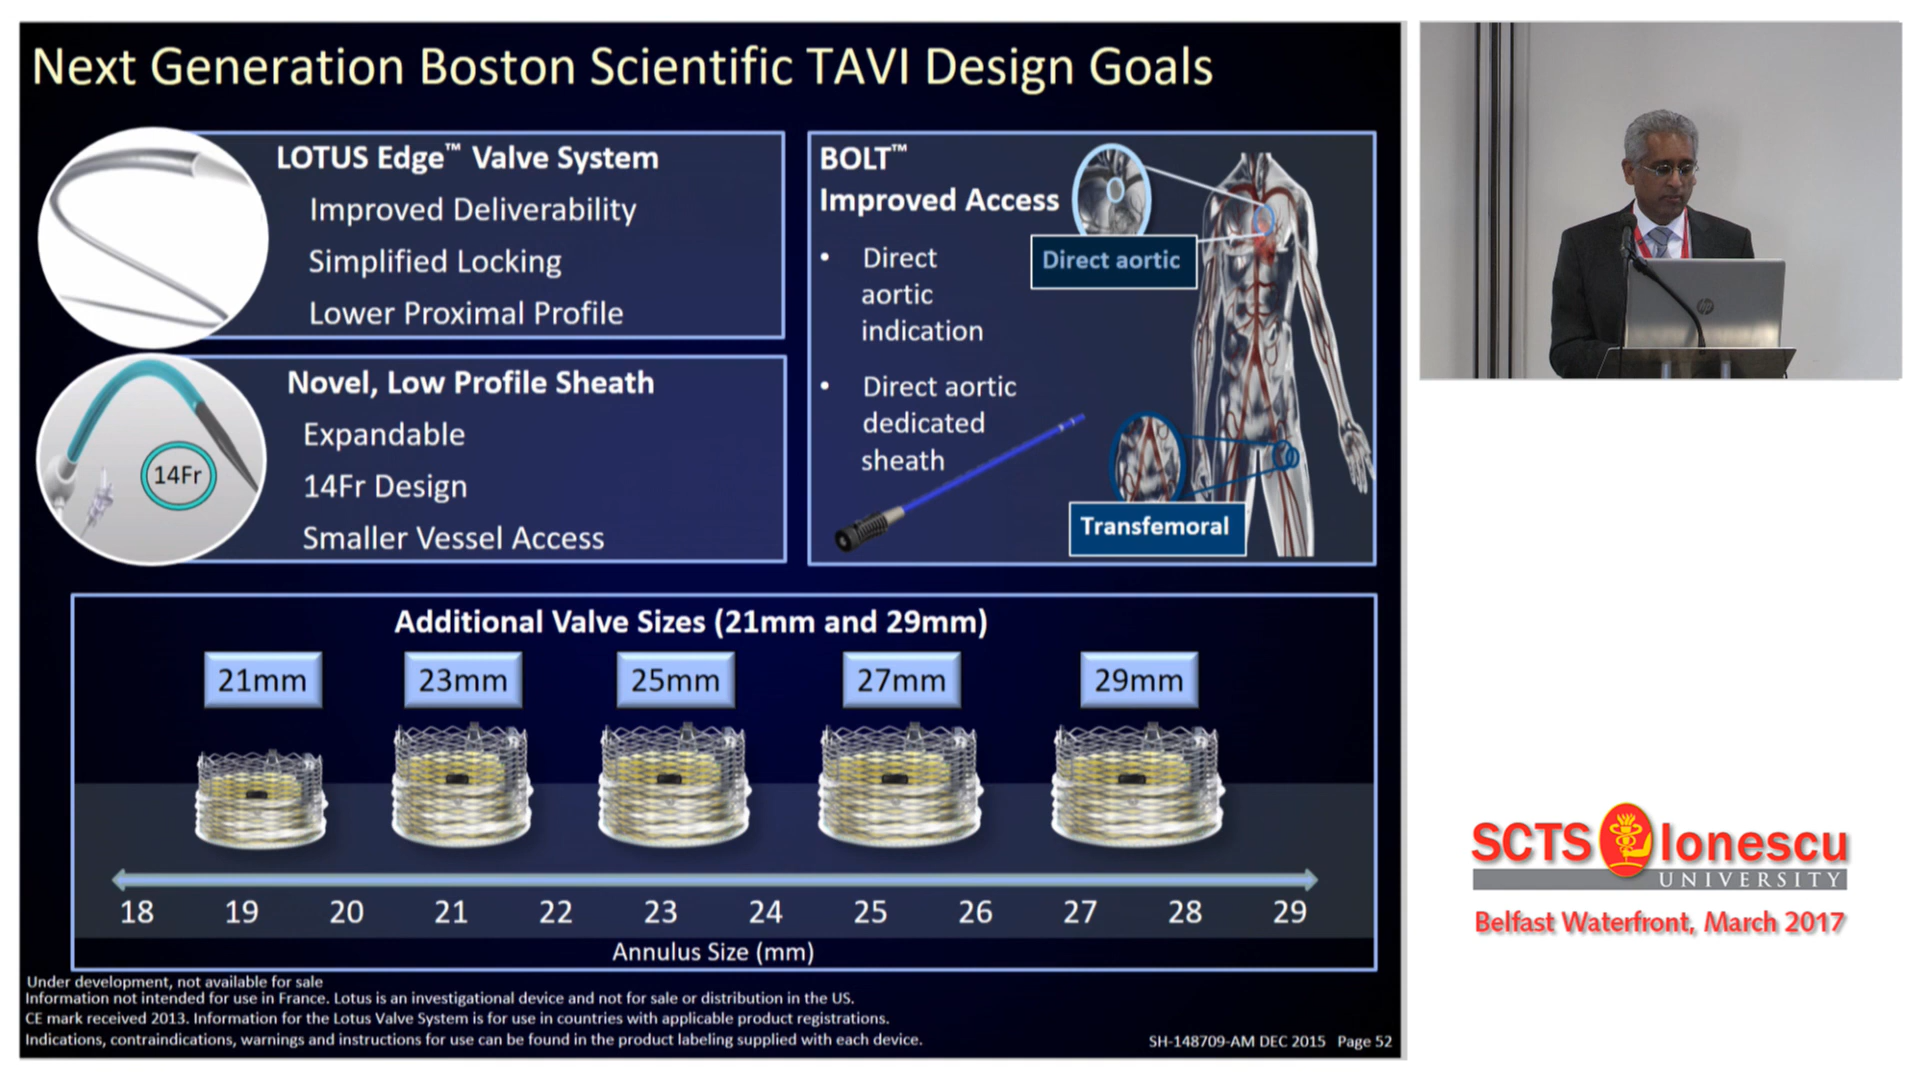 Next Generation Boston Scientific TAVI Design Goals
LOTUS Edge™ Valve System
Improved Deliverability
Simplified Locking
Lower Proximal Profile
Novel, Low Profile Sheath
Expandable
14Fr Design
Smaller Vessel Access
14Fr
BOLT™
Improved Access
• Direct
aortic
indication
• Direct aortic
dedicated
sheath
Direct aortic
Transfemoral
Additional Valve Sizes (21mm and 29mm)
21mm 23mm 25mm 27mm 29mm
18 19 20 21 22 23 24 25 26 27 28 29
Annulus Size (mm)
Under development, not available for sale
Information not intended for use in France. Lotus is an investigational device and not for sale or distribution in the US.
CE mark received 2013. Information for the Lotus Valve System is for use in countries with applicable product registrations.
Indications, contraindications, warnings and instructions for use can be found in the product labeling supplied with each device.
SH-148709-AM DEC 2015 Page 52
hp
SCTS Ionescu
UNIVERSITY
Belfast Waterfront, March 2017